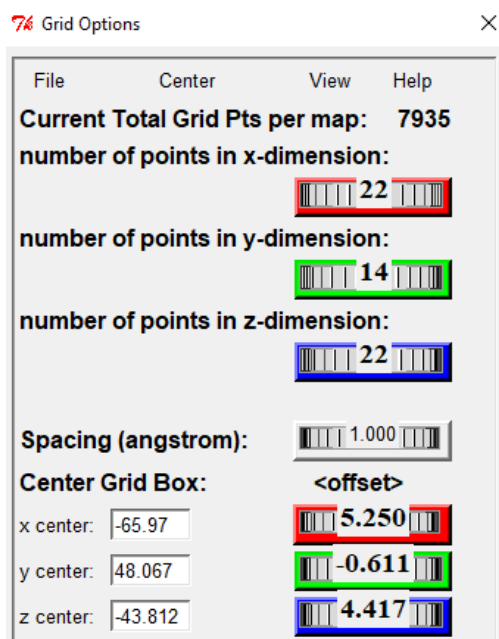 Grid Options
File Center View Help
Current Total Grid Pts per map: 7935
number of points in x-dimension:
22
number of points in y-dimension:
14
number of points in z-dimension:
22
Spacing (angstrom): 1.000
Center Grid Box: <offset>
x center: -65.97 5.250
y center: 48.067 -0.611
z center: -43.812 4.417